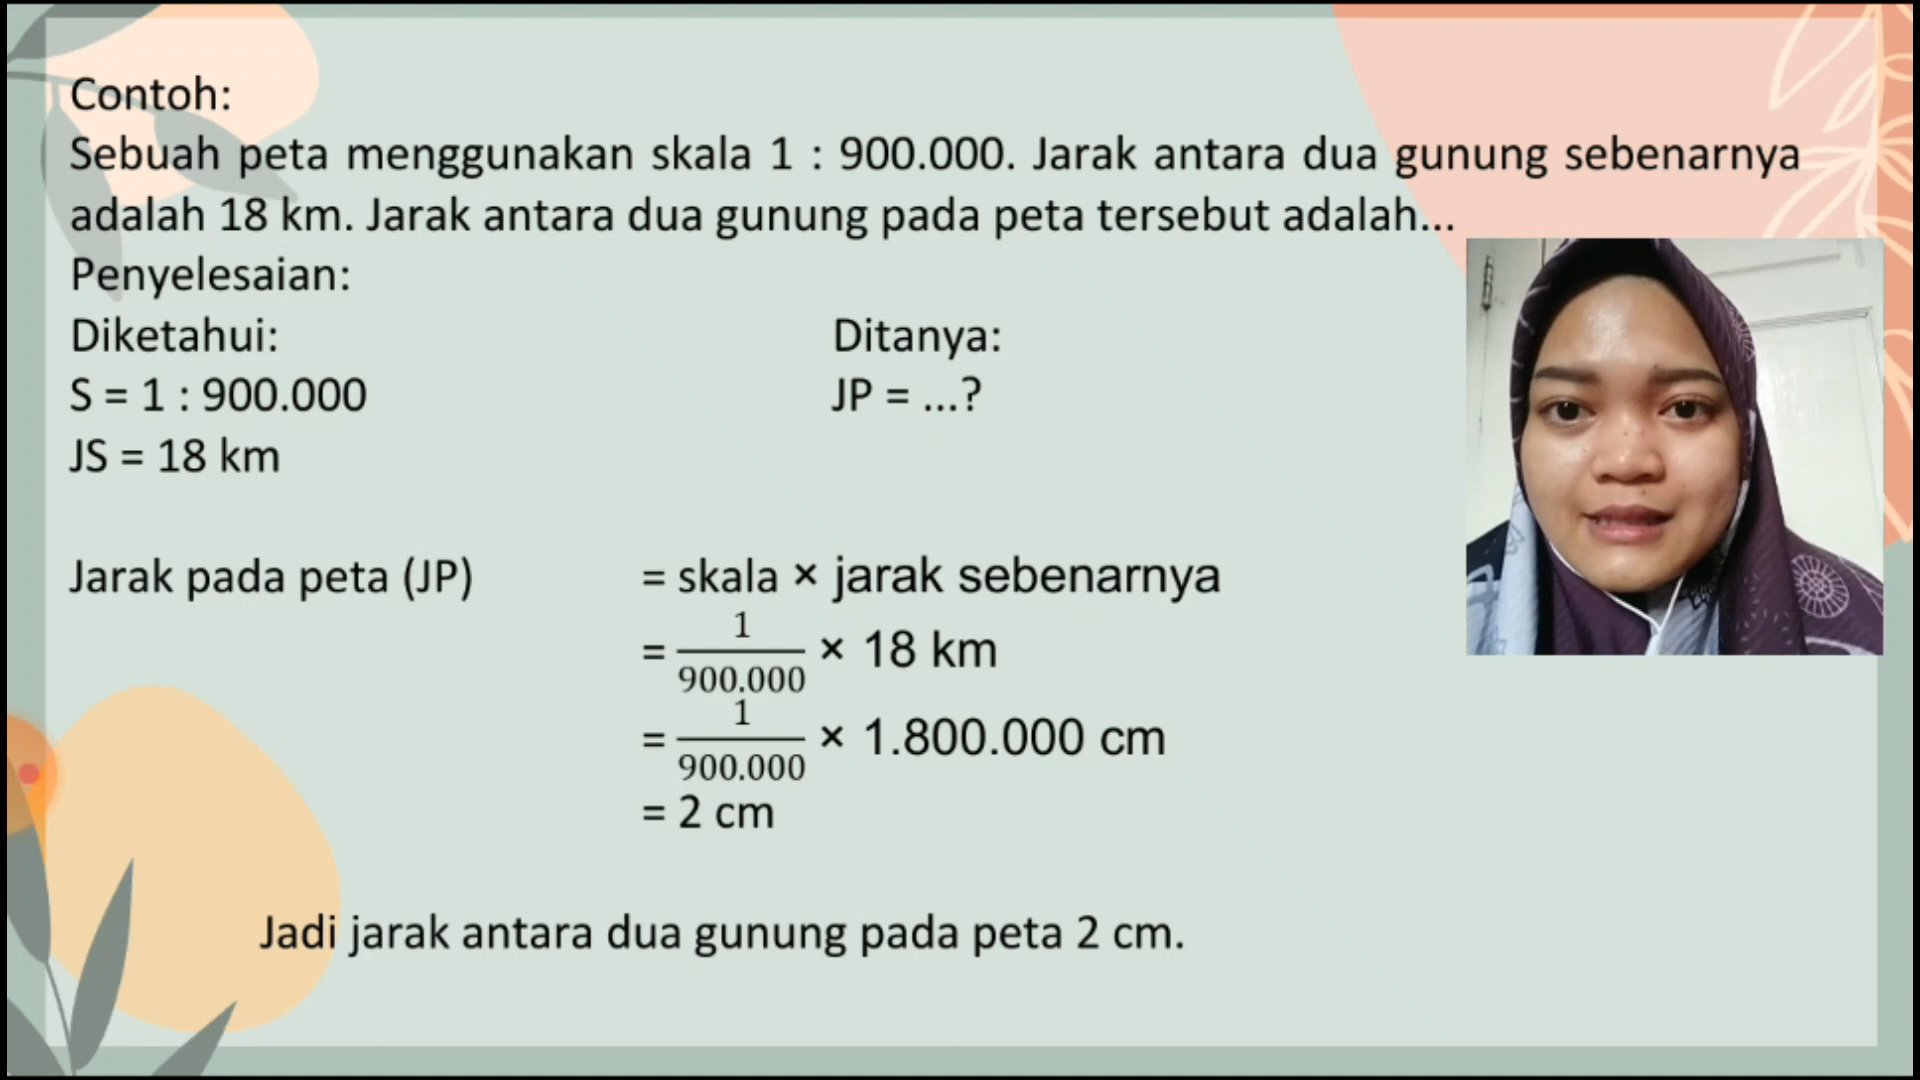 Contoh:
Sebuah peta menggunakan skala 1 : 900.000. Jarak antara dua gunung sebenarnya
adalah 18 km. Jarak antara dua gunung pada peta tersebut adalah...
Penyelesaian:
Diketahui:
S = 1 : 900.000
JS = 18 km
Ditanya:
JP = ...?
Jarak pada peta (JP) = skala × jarak sebenarnya
= 1/900.000 × 18 km
= 1/900.000 × 1.800.000 cm
= 2 cm
Jadi jarak antara dua gunung pada peta 2 cm.